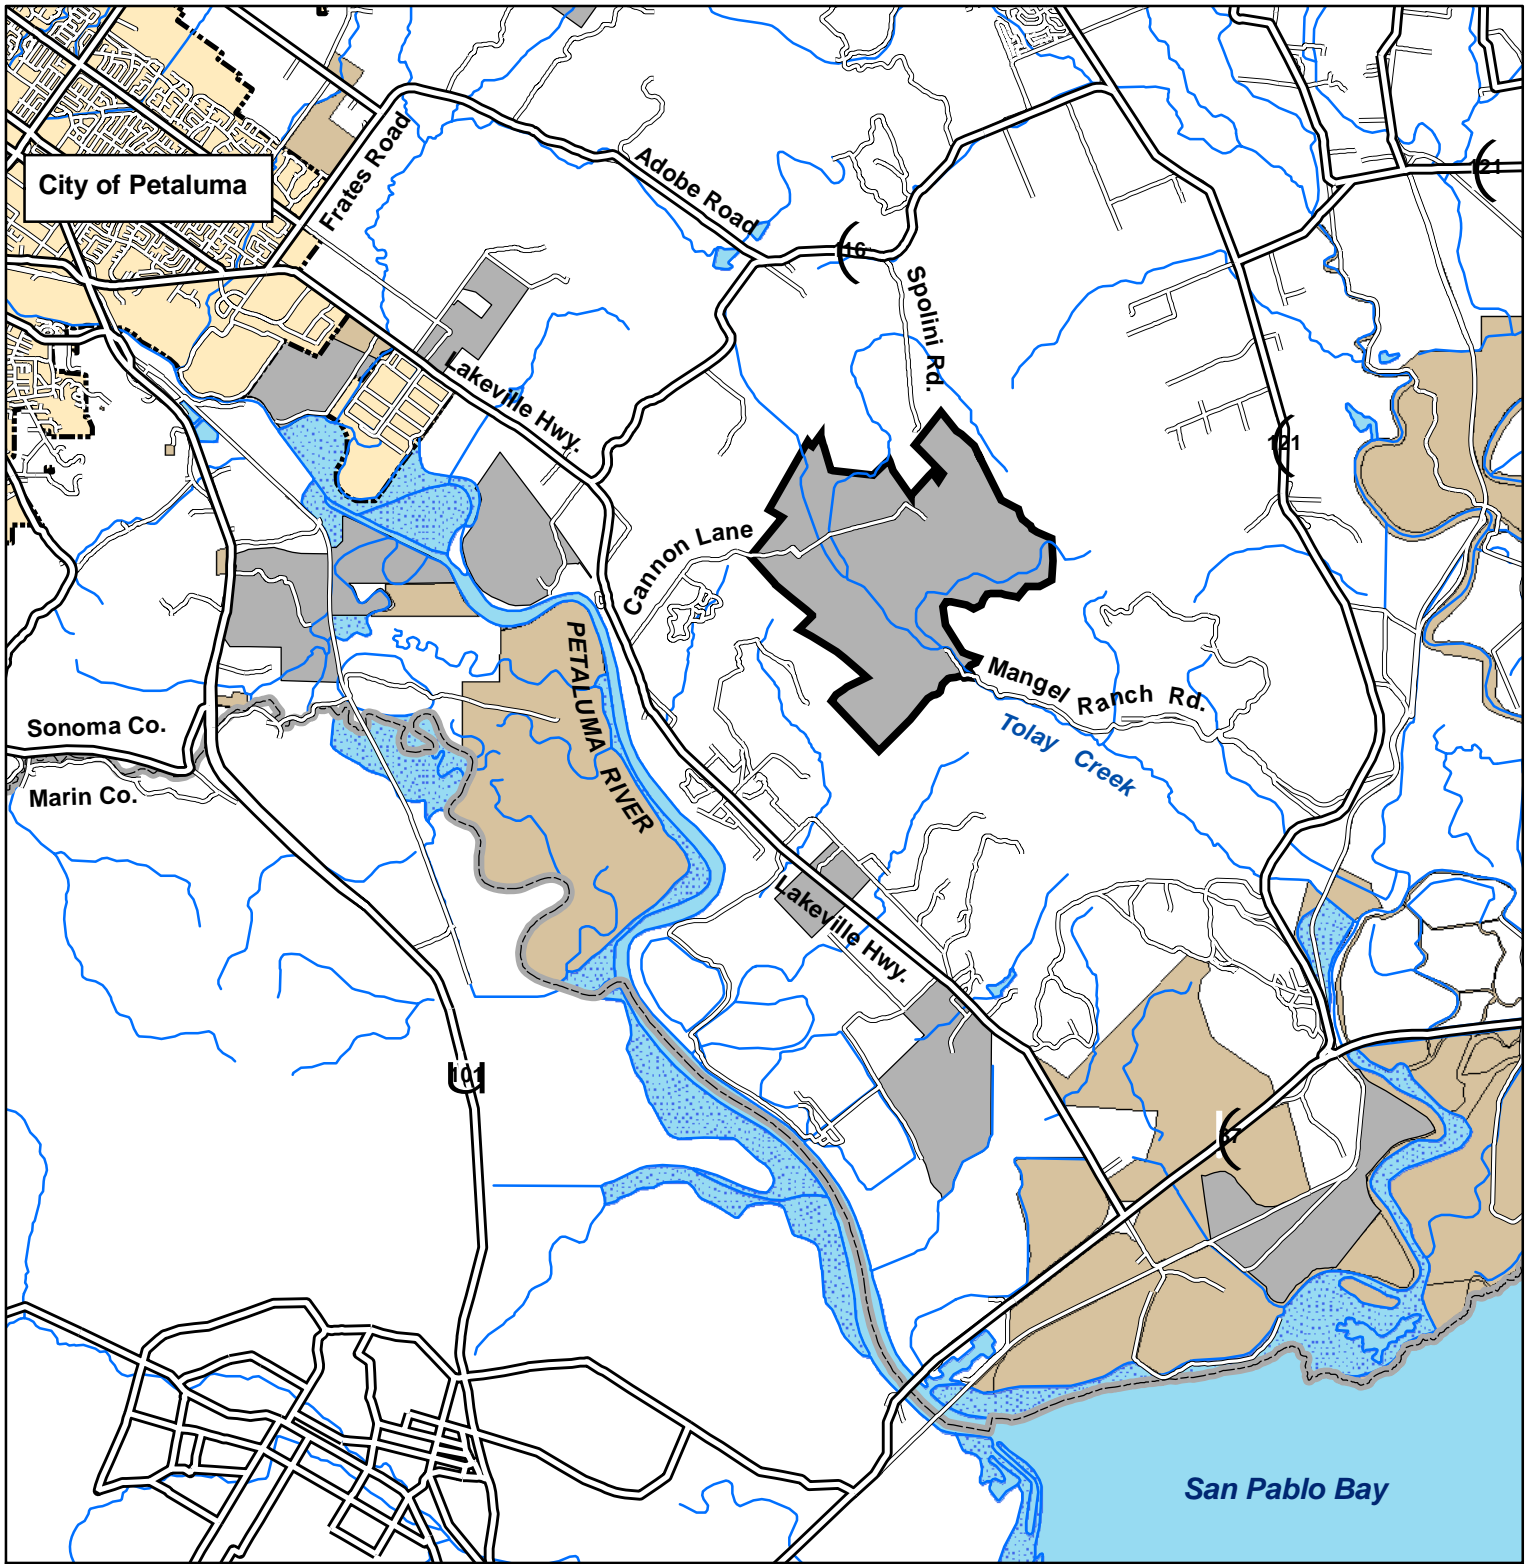 City of Petaluma
Frates Road
Adobe Road
121
116
Spolini Rd.
Lakeville Hwy.
121
Cannon Lane
PETALUMA RIVER
Mangel Ranch Rd.
Tolay Creek
Sonoma Co.
Marin Co.
Lakeville Hwy.
101
37
San Pablo Bay